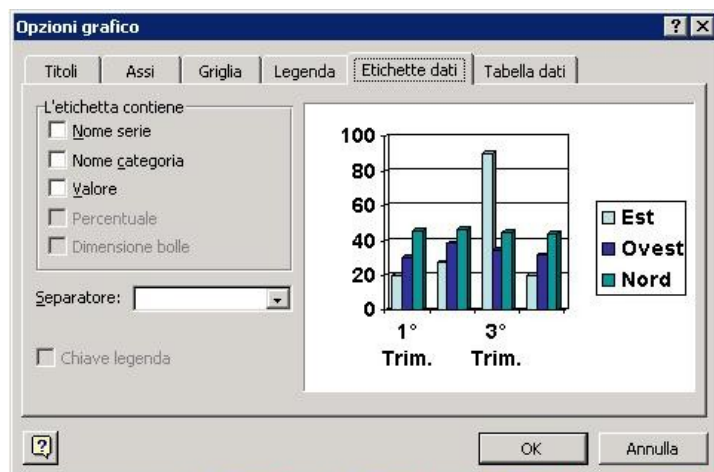 Opzioni grafico
Titoli Assi Griglia Legenda Etichette dati Tabella dati
L'etichetta contiene
Nome serie
Nome categoria
Valore
Percentuale
Dimensione bolle
Separatore:
Chiave legenda
100
80
60
40
20
0
1° Trim.
3° Trim.
Est
Ovest
Nord
OK Annulla